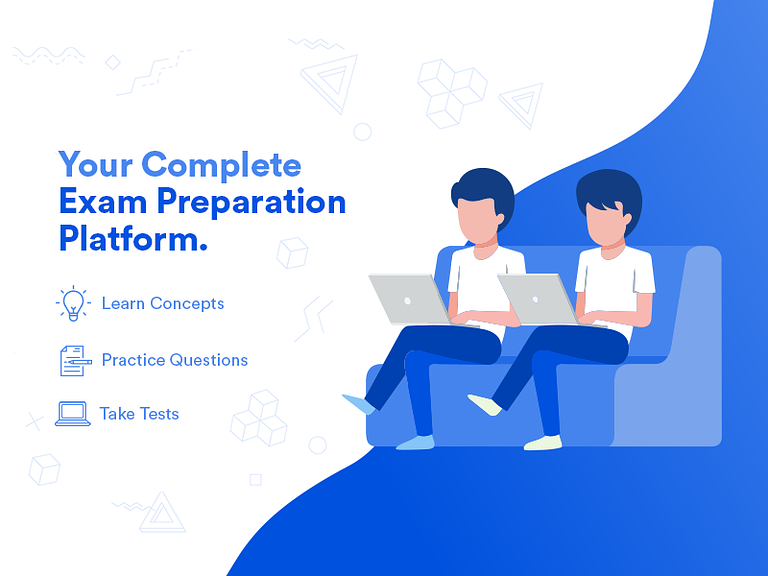 Your Complete
Exam Preparation
Platform.
Learn Concepts
Practice Questions
Take Tests